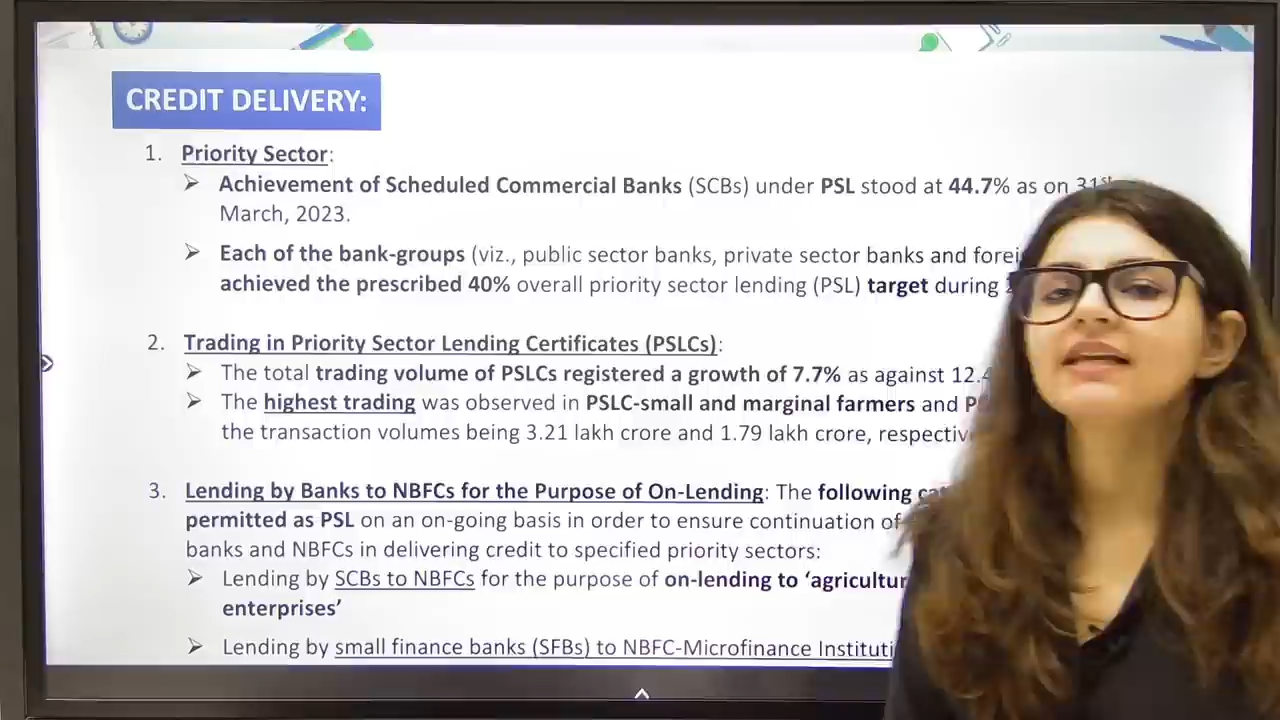 CREDIT DELIVERY:
1. Priority Sector:
➢ Achievement of Scheduled Commercial Banks (SCBs) under PSL stood at 44.7% as on 31st
March, 2023.
➢ Each of the bank-groups (viz., public sector banks, private sector banks and
achieved the prescribed 40% overall priority sector lending (PSL) target during
2. Trading in Priority Sector Lending Certificates (PSLCs):
➢ The total trading volume of PSLCs registered a growth of 7.7% as against
➢ The highest trading was observed in PSLC-small and marginal farmers and
the transaction volumes being 3.21 lakh crore and 1.79 lakh crore,
3. Lending by Banks to NBFCs for the Purpose of On-Lending: The following
permitted as PSL on an on-going basis in order to ensure continuation of
banks and NBFCs in delivering credit to specified priority sectors:
➢ Lending by SCBs to NBFCs for the purpose of on-lending to
enterprises’
➢ Lending by small finance banks (SFBs) to NBFC-Microfinance